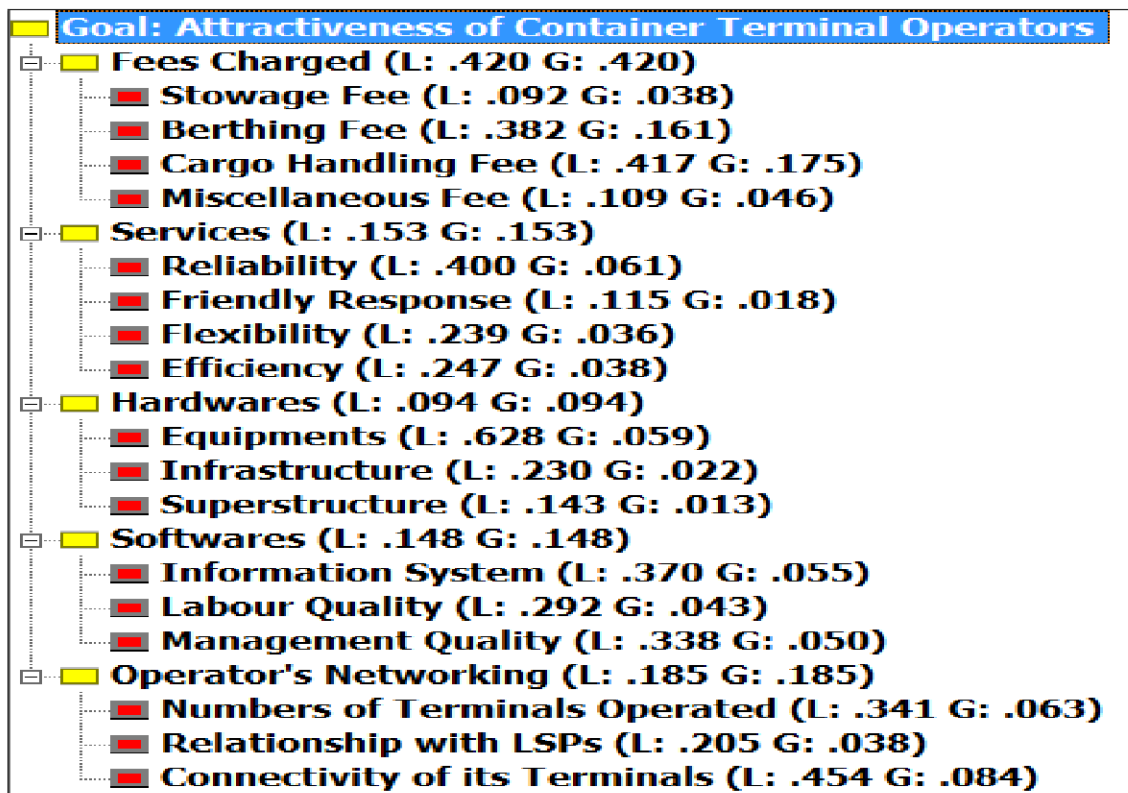 Goal: Attractiveness of Container Terminal Operators
Fees Charged (L: .420 G: .420)
Stowage Fee (L: .092 G: .038)
Berthing Fee (L: .382 G: .161)
Cargo Handling Fee (L: .417 G: .175)
Miscellaneous Fee (L: .109 G: .046)
Services (L: .153 G: .153)
Reliability (L: .400 G: .061)
Friendly Response (L: .115 G: .018)
Flexibility (L: .239 G: .036)
Efficiency (L: .247 G: .038)
Hardwares (L: .094 G: .094)
Equipments (L: .628 G: .059)
Infrastructure (L: .230 G: .022)
Superstructure (L: .143 G: .013)
Softwares (L: .148 G: .148)
Information System (L: .370 G: .055)
Labour Quality (L: .292 G: .043)
Management Quality (L: .338 G: .050)
Operator's Networking (L: .185 G: .185)
Numbers of Terminals Operated (L: .341 G: .063)
Relationship with LSPs (L: .205 G: .038)
Connectivity of its Terminals (L: .454 G: .084)